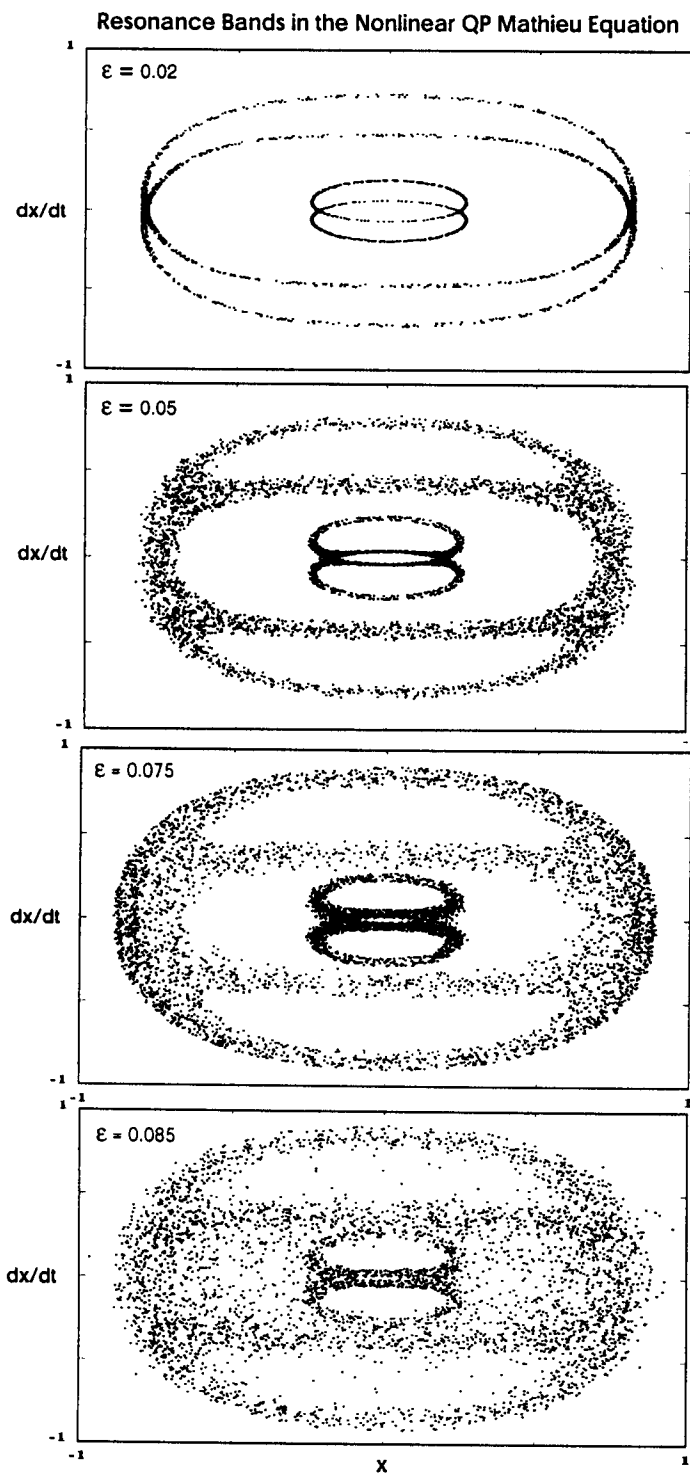 Resonance Bands in the Nonlinear QP Mathieu Equation
1
ε = 0.02
dx/dt
-1
1
ε = 0.05
dx/dt
-1
1
ε = 0.075
dx/dt
-1
1 -1 1
ε = 0.085
dx/dt
-1
-1 X 1